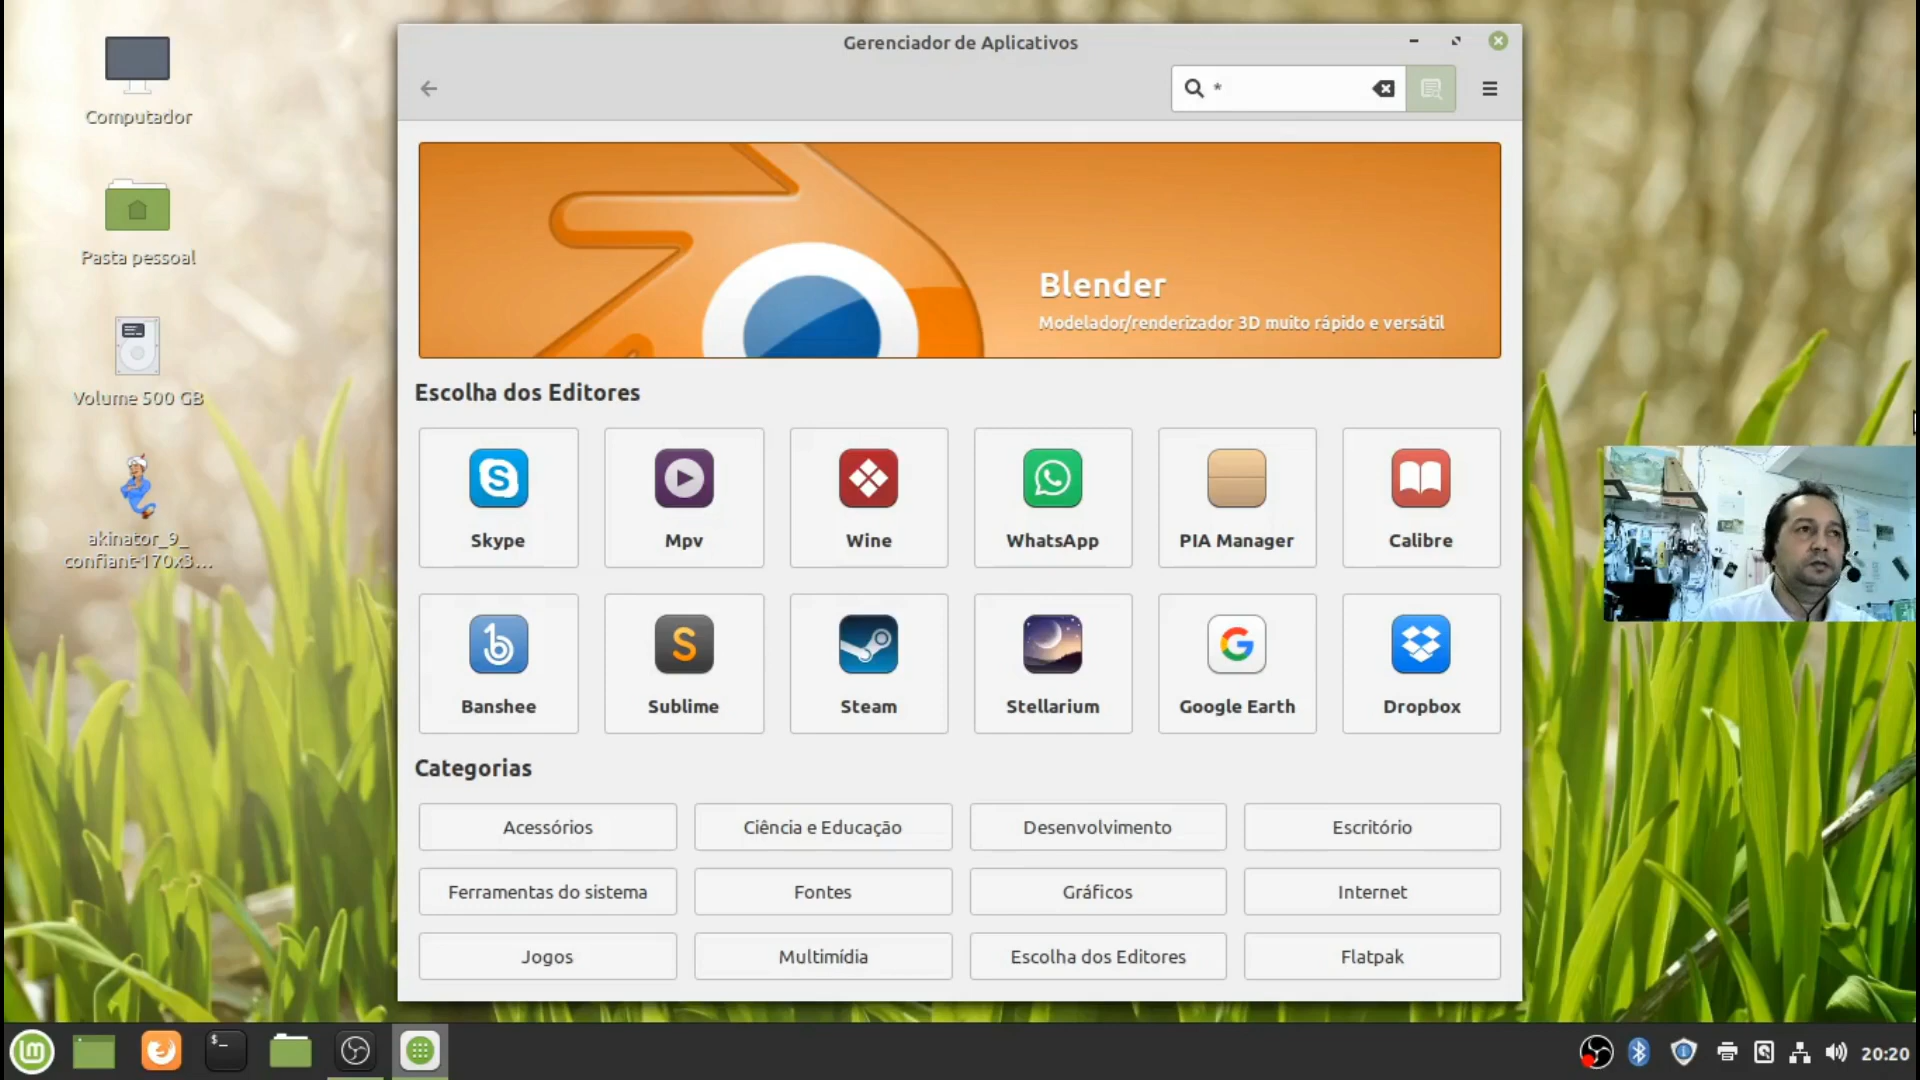 Gerenciador de Aplicativos
*
Computador
Pasta pessoal
Volume 500 GB
akinator_9_
confiant-170x3...
Blender
Modelador/renderizador 3D muito rápido e versátil
Escolha dos Editores
Skype
Mpv
Wine
WhatsApp
PIA Manager
Calibre
Banshee
Sublime
Steam
Stellarium
Google Earth
Dropbox
Categorias
Acessórios
Ciência e Educação
Desenvolvimento
Escritório
Ferramentas do sistema
Fontes
Gráficos
Internet
Jogos
Multimídia
Escolha dos Editores
Flatpak
$_
20:20